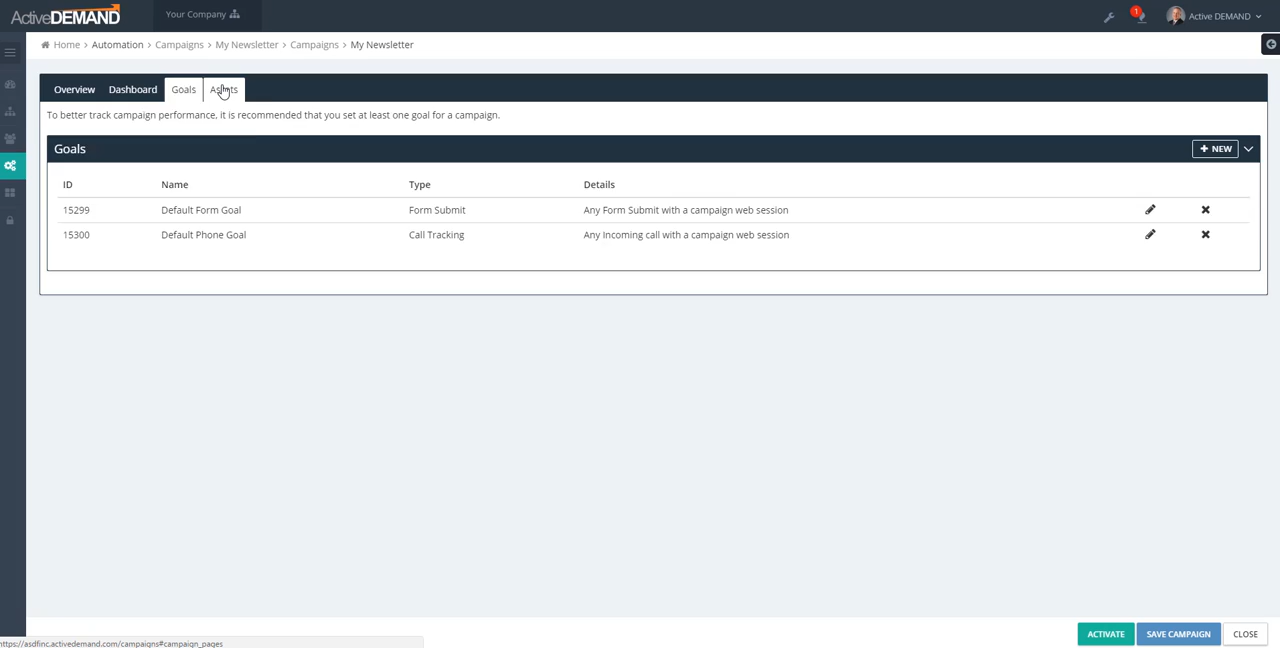 ActiveDEMAND
Your Company
1
Active DEMAND
Home > Automation > Campaigns > My Newsletter > Campaigns > My Newsletter
Overview Dashboard Goals Assets
To better track campaign performance, it is recommended that you set at least one goal for a campaign.
Goals
+ NEW
ID Name Type Details
15299 Default Form Goal Form Submit Any Form Submit with a campaign web session
15300 Default Phone Goal Call Tracking Any Incoming call with a campaign web session
ACTIVATE SAVE CAMPAIGN CLOSE
https://asdfinc.activedemand.com/campaigns#campaign_pages